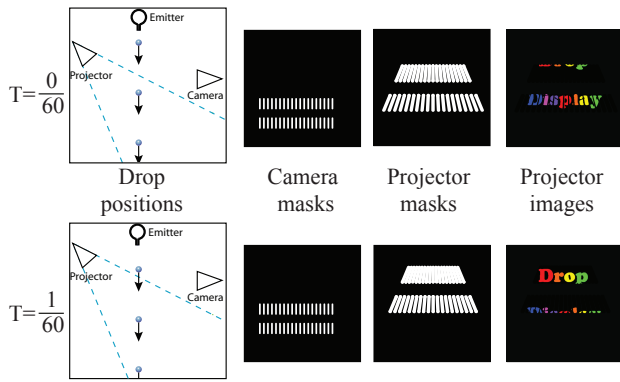 Emitter
Projector
Camera
T=0/60
Drop
Display
Drop positions
Camera masks
Projector masks
Projector images
Emitter
Projector
Camera
T=1/60
Drop
Display